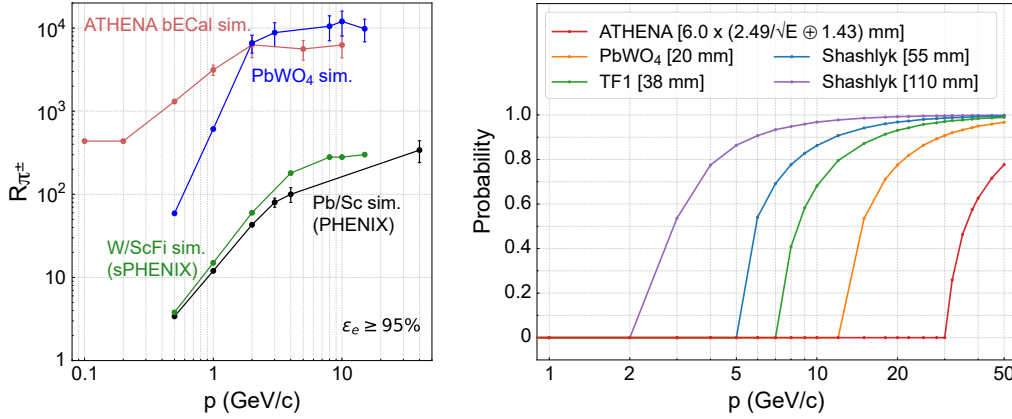 ATHENA bECal sim.
PbWO₄ sim.
Pb/Sc sim.
(PHENIX)
W/ScFi sim.
(sPHENIX)
εₑ ≥ 95%
R_π±
10⁴
10³
10²
10
1
0.1
1
10
p (GeV/c)
ATHENA [6.0 x (2.49/√E ⊕ 1.43) mm]
PbWO₄ [20 mm]
TF1 [38 mm]
Shashlyk [55 mm]
Shashlyk [110 mm]
Probability
1.0
0.8
0.6
0.4
0.2
0
1
2
5
10
20
50
p (GeV/c)